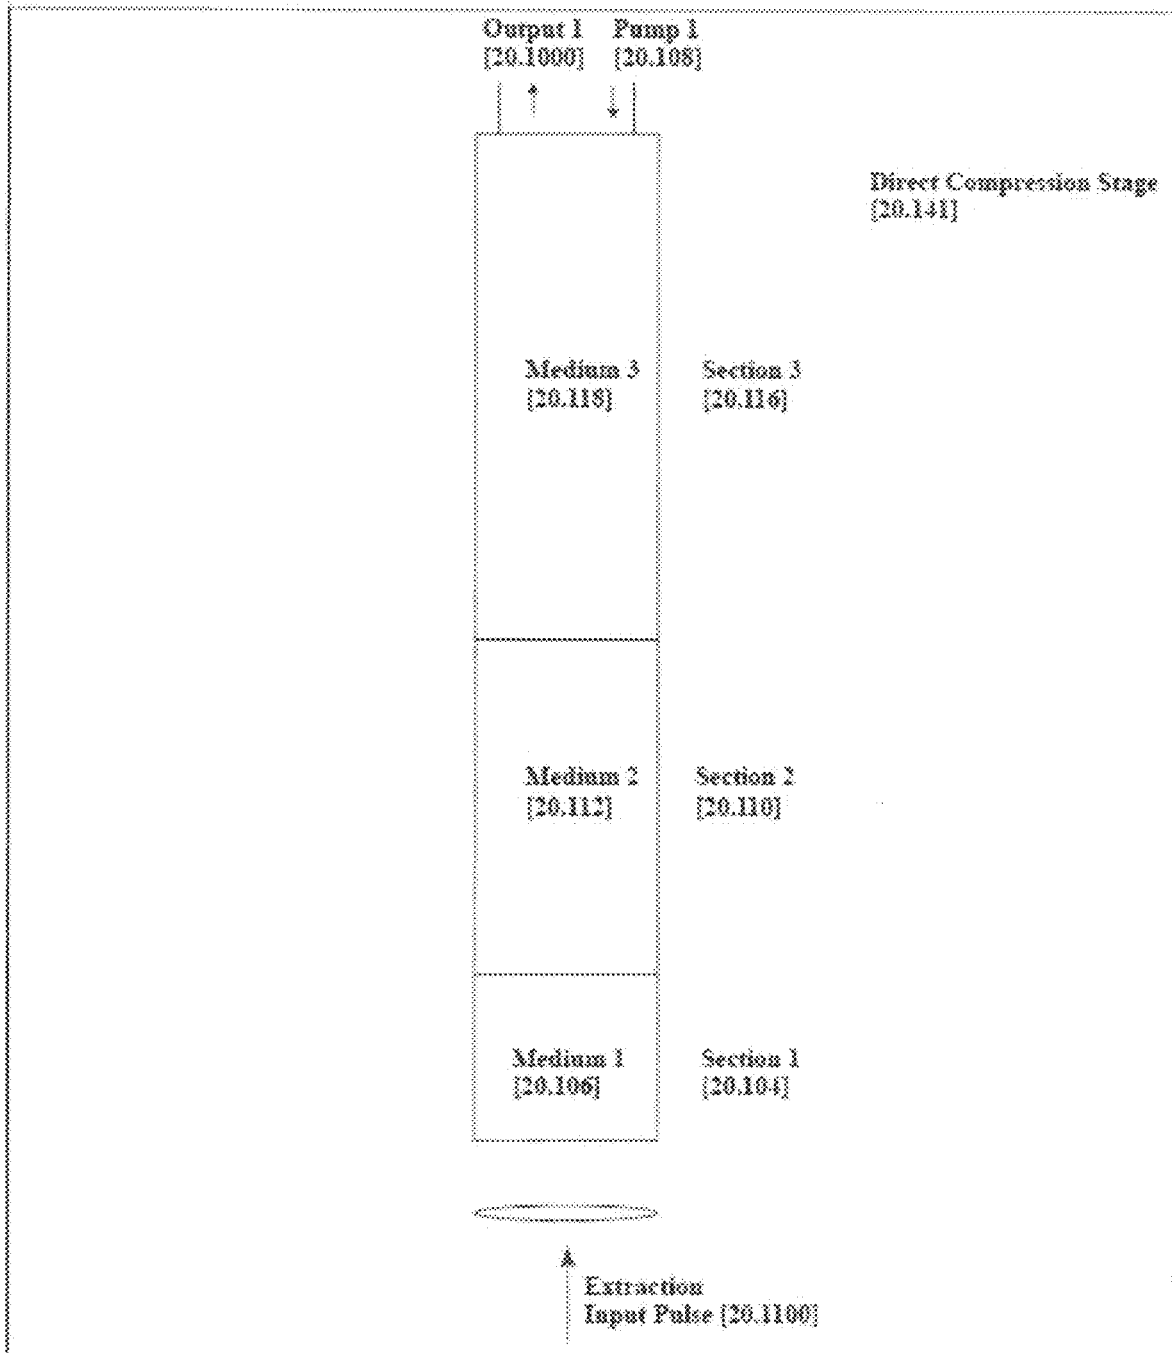 Output 1 Pump 1
[20.1000] [20.108]
Direct Compression Stage
[20.141]
Medium 3 Section 3
[20.118] [20.116]
Medium 2 Section 2
[20.112] [20.110]
Medium 1 Section 1
[20.106] [20.104]
Extraction
Input Pulse [20.1100]